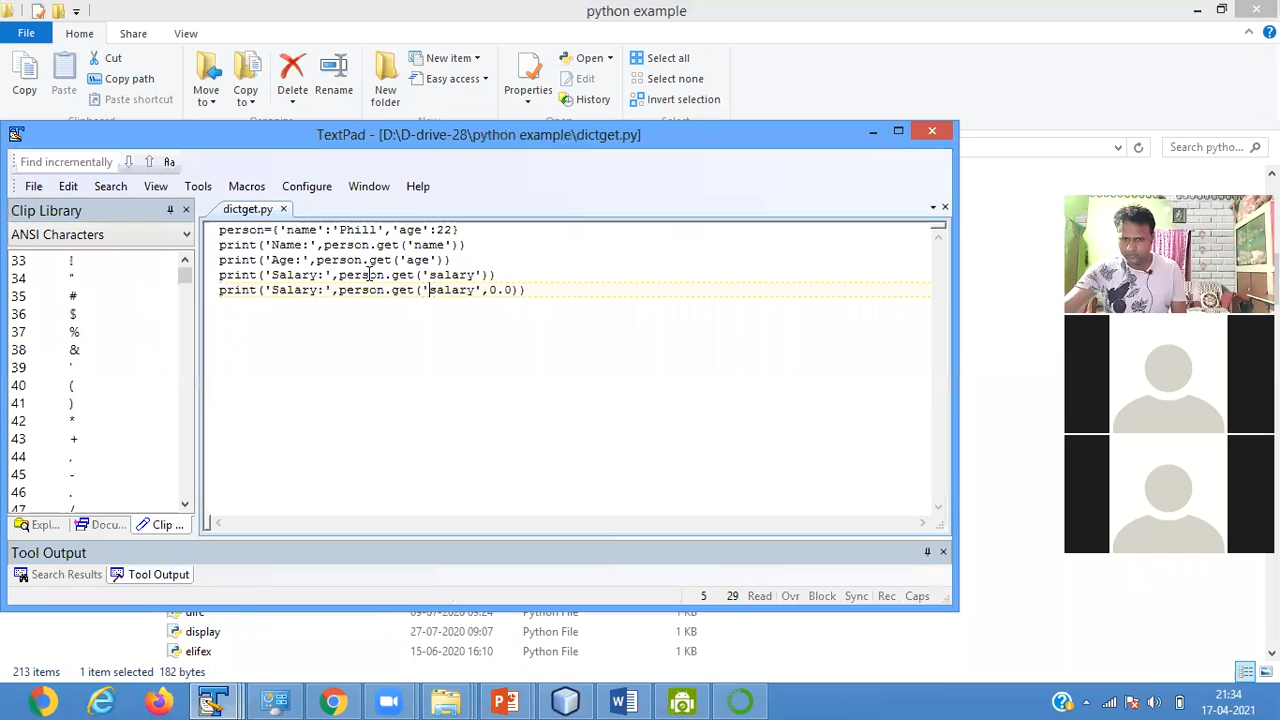 python example
File
Home
Share
View
Copy
Paste
Cut
Copy path
Paste shortcut
Move to
Copy to
Delete
Rename
New folder
New item
Easy access
Properties
Open
Edit
History
Select all
Select none
Invert selection
Search pytho...
TextPad - [D:\D-drive-28\python example\dictget.py]
Find incrementally
Aa
File Edit Search View Tools Macros Configure Window Help
Clip Library
ANSI Characters
33 !
34 "
35 #
36 $
37 %
38 &
39 '
40 (
41 )
42 *
43 +
44 ,
45 -
46 .
47 /
Expl... Docu... Clip ...
dictget.py
person={'name':'Phill','age':22}
print('Name:',person.get('name'))
print('Age:',person.get('age'))
print('Salary:',person.get('salary'))
print('Salary:',person.get('salary',0.0))
Tool Output
Search Results Tool Output
5 29 Read Ovr Block Sync Rec Caps
display 27-07-2020 09:07 Python File 1 KB
elifex 15-06-2020 16:10 Python File 1 KB
213 items 1 item selected 182 bytes
21:34
17-04-2021